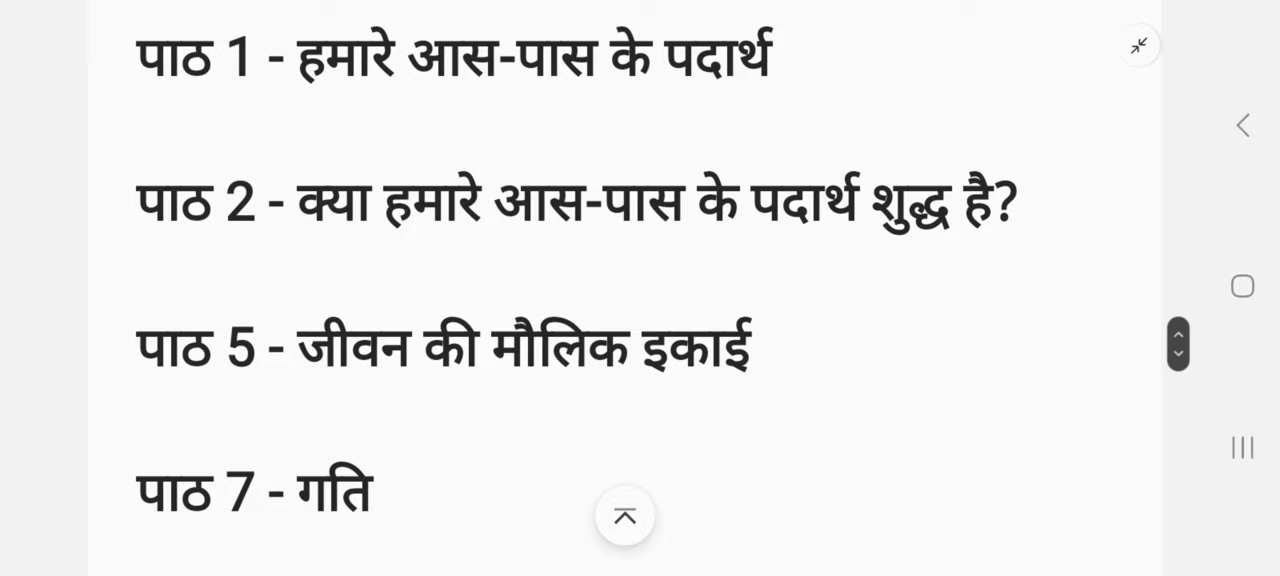 पाठ 1 - हमारे आस-पास के पदार्थ
पाठ 2 - क्या हमारे आस-पास के पदार्थ शुद्ध है?
पाठ 5 - जीवन की मौलिक इकाई
पाठ 7 - गति